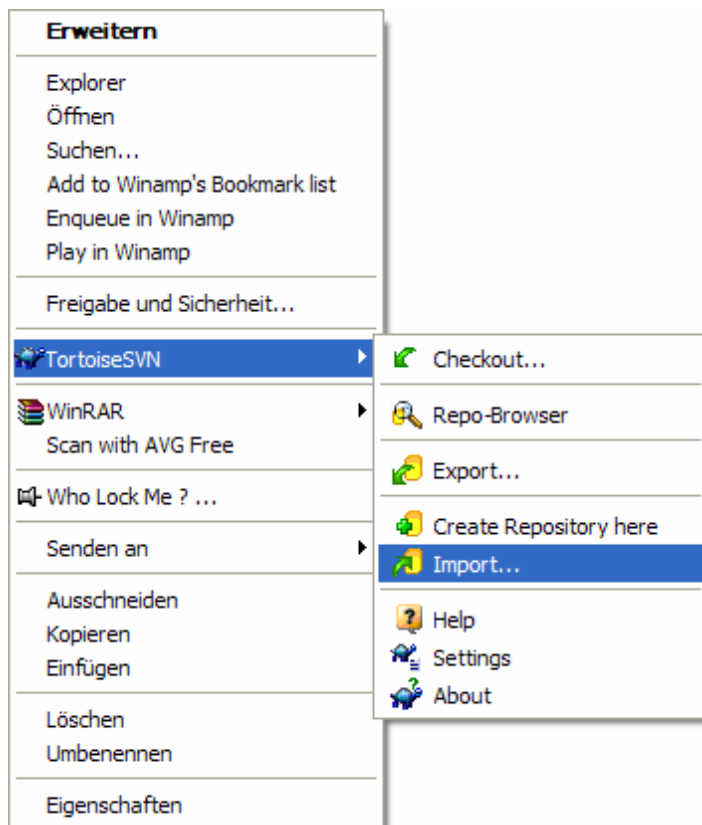 Erweitern
Explorer
Öffnen
Suchen...
Add to Winamp's Bookmark list
Enqueue in Winamp
Play in Winamp
Freigabe und Sicherheit...
TortoiseSVN
WinRAR
Scan with AVG Free
Who Lock Me ? ...
Senden an
Ausschneiden
Kopieren
Einfügen
Löschen
Umbenennen
Eigenschaften
Checkout...
Repo-Browser
Export...
Create Repository here
Import...
Help
Settings
About